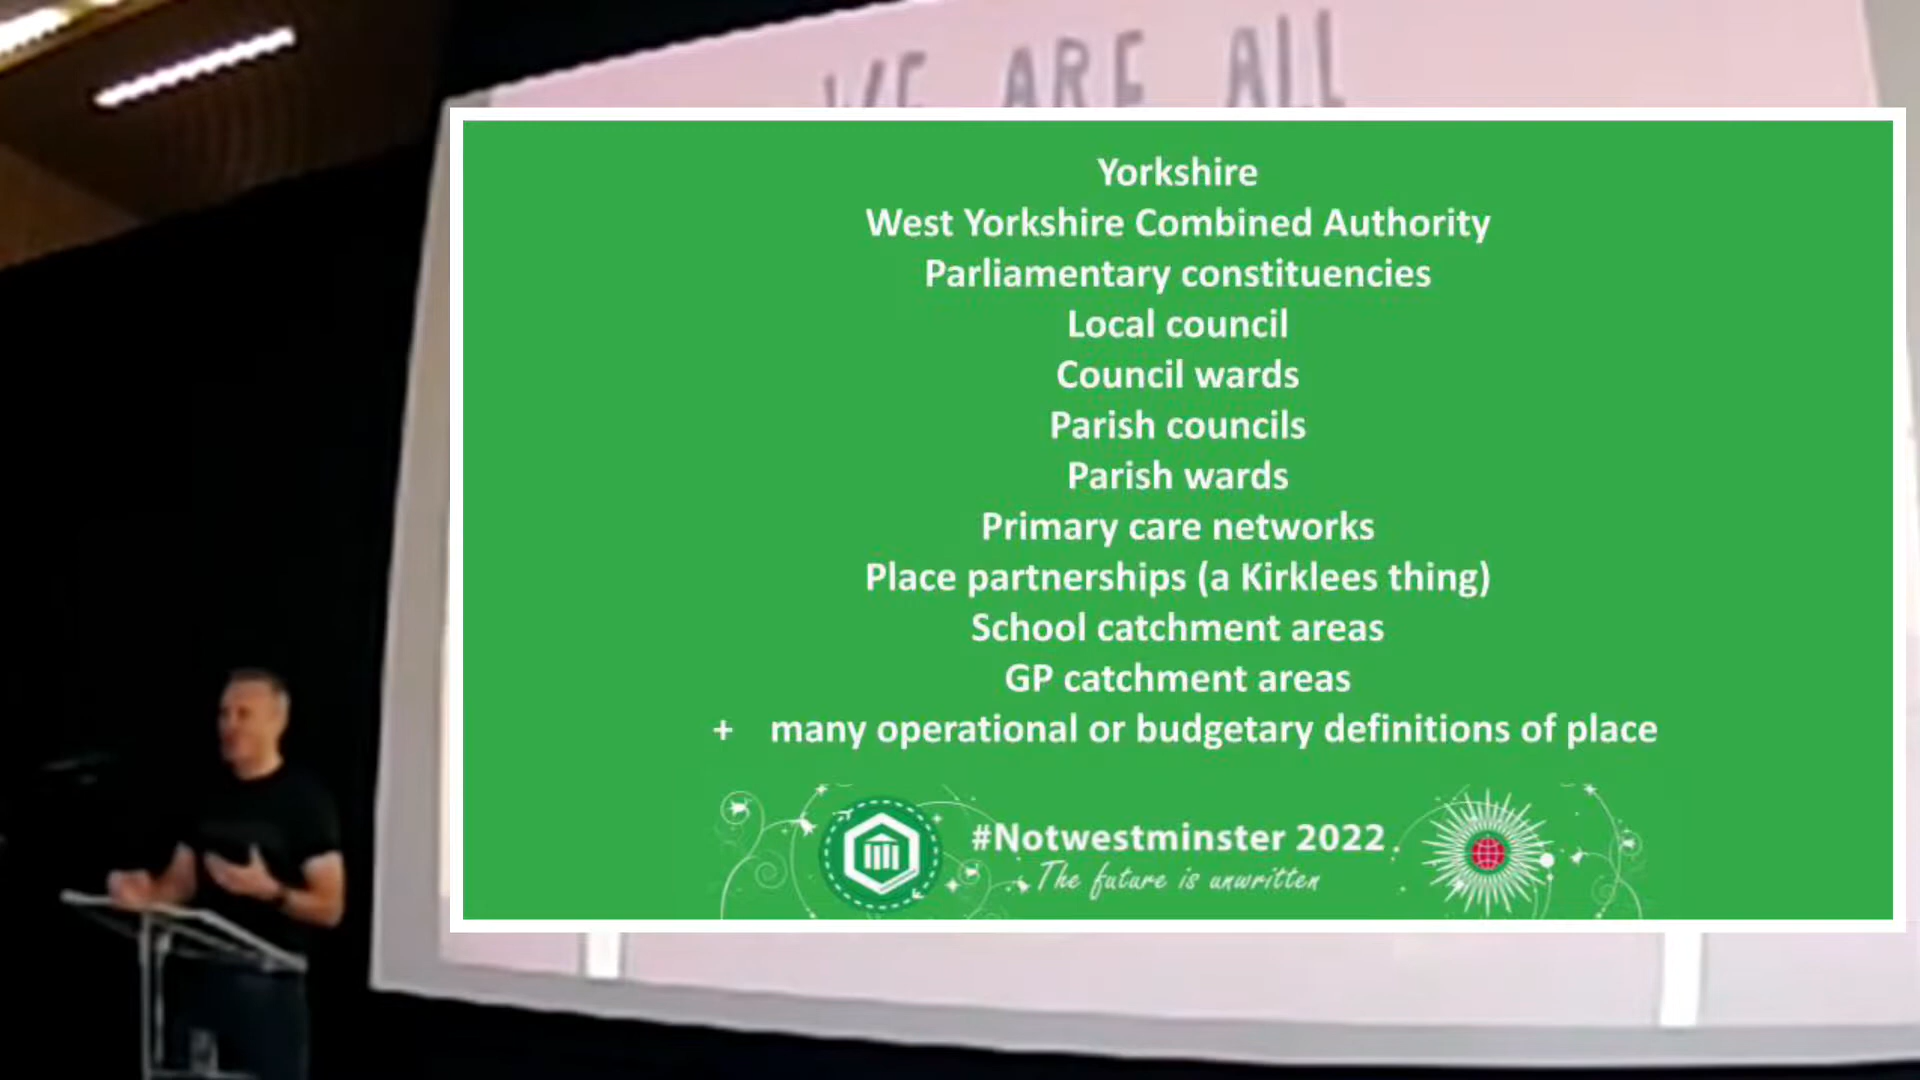 WE ARE ALL
Yorkshire
West Yorkshire Combined Authority
Parliamentary constituencies
Local council
Council wards
Parish councils
Parish wards
Primary care networks
Place partnerships (a Kirklees thing)
School catchment areas
GP catchment areas
+ many operational or budgetary definitions of place
#Notwestminster 2022
The future is unwritten